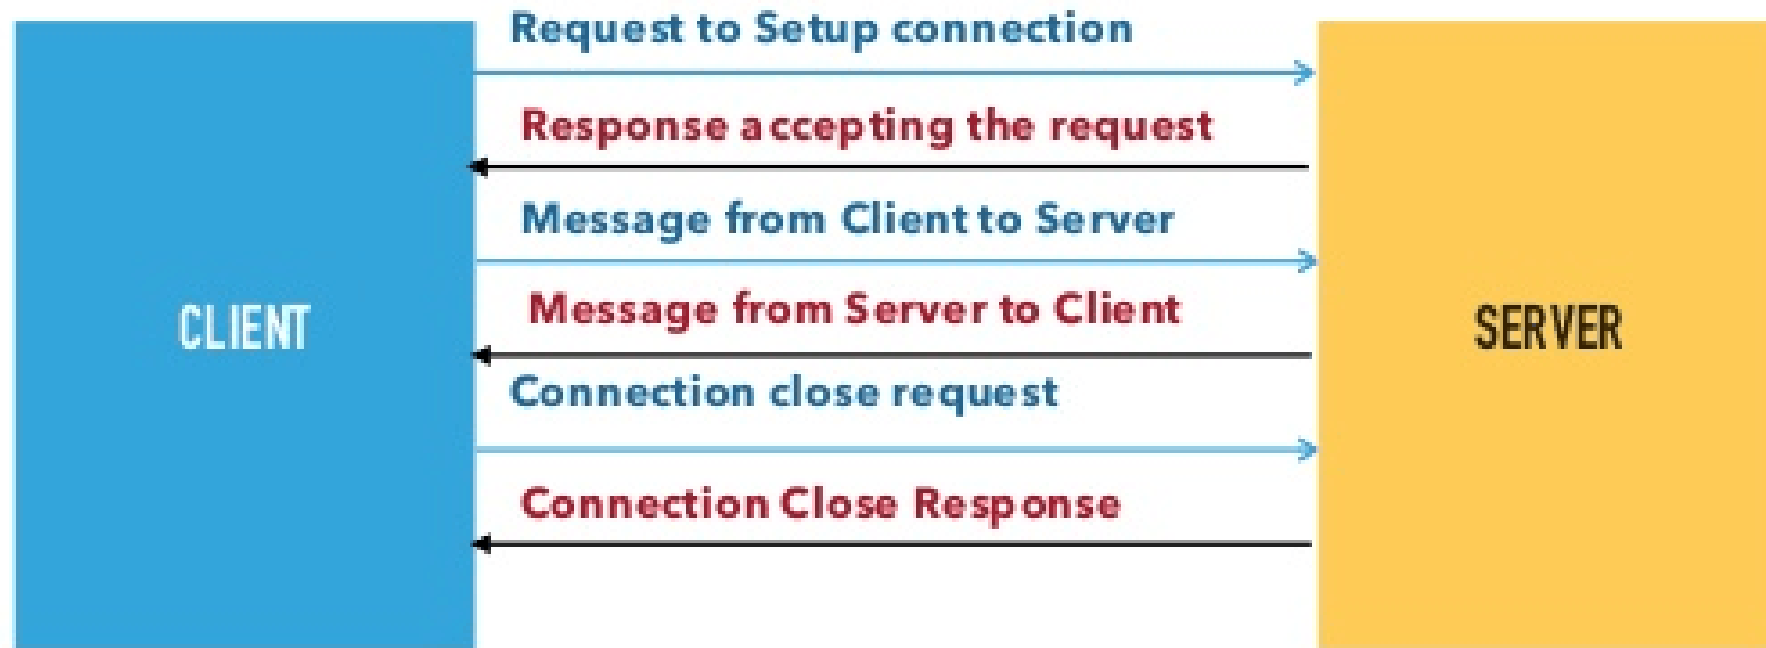 Request to Setup connection
Response accepting the request
Message from Client to Server
Message from Server to Client
CLIENT
SERVER
Connection close request
Connection Close Response